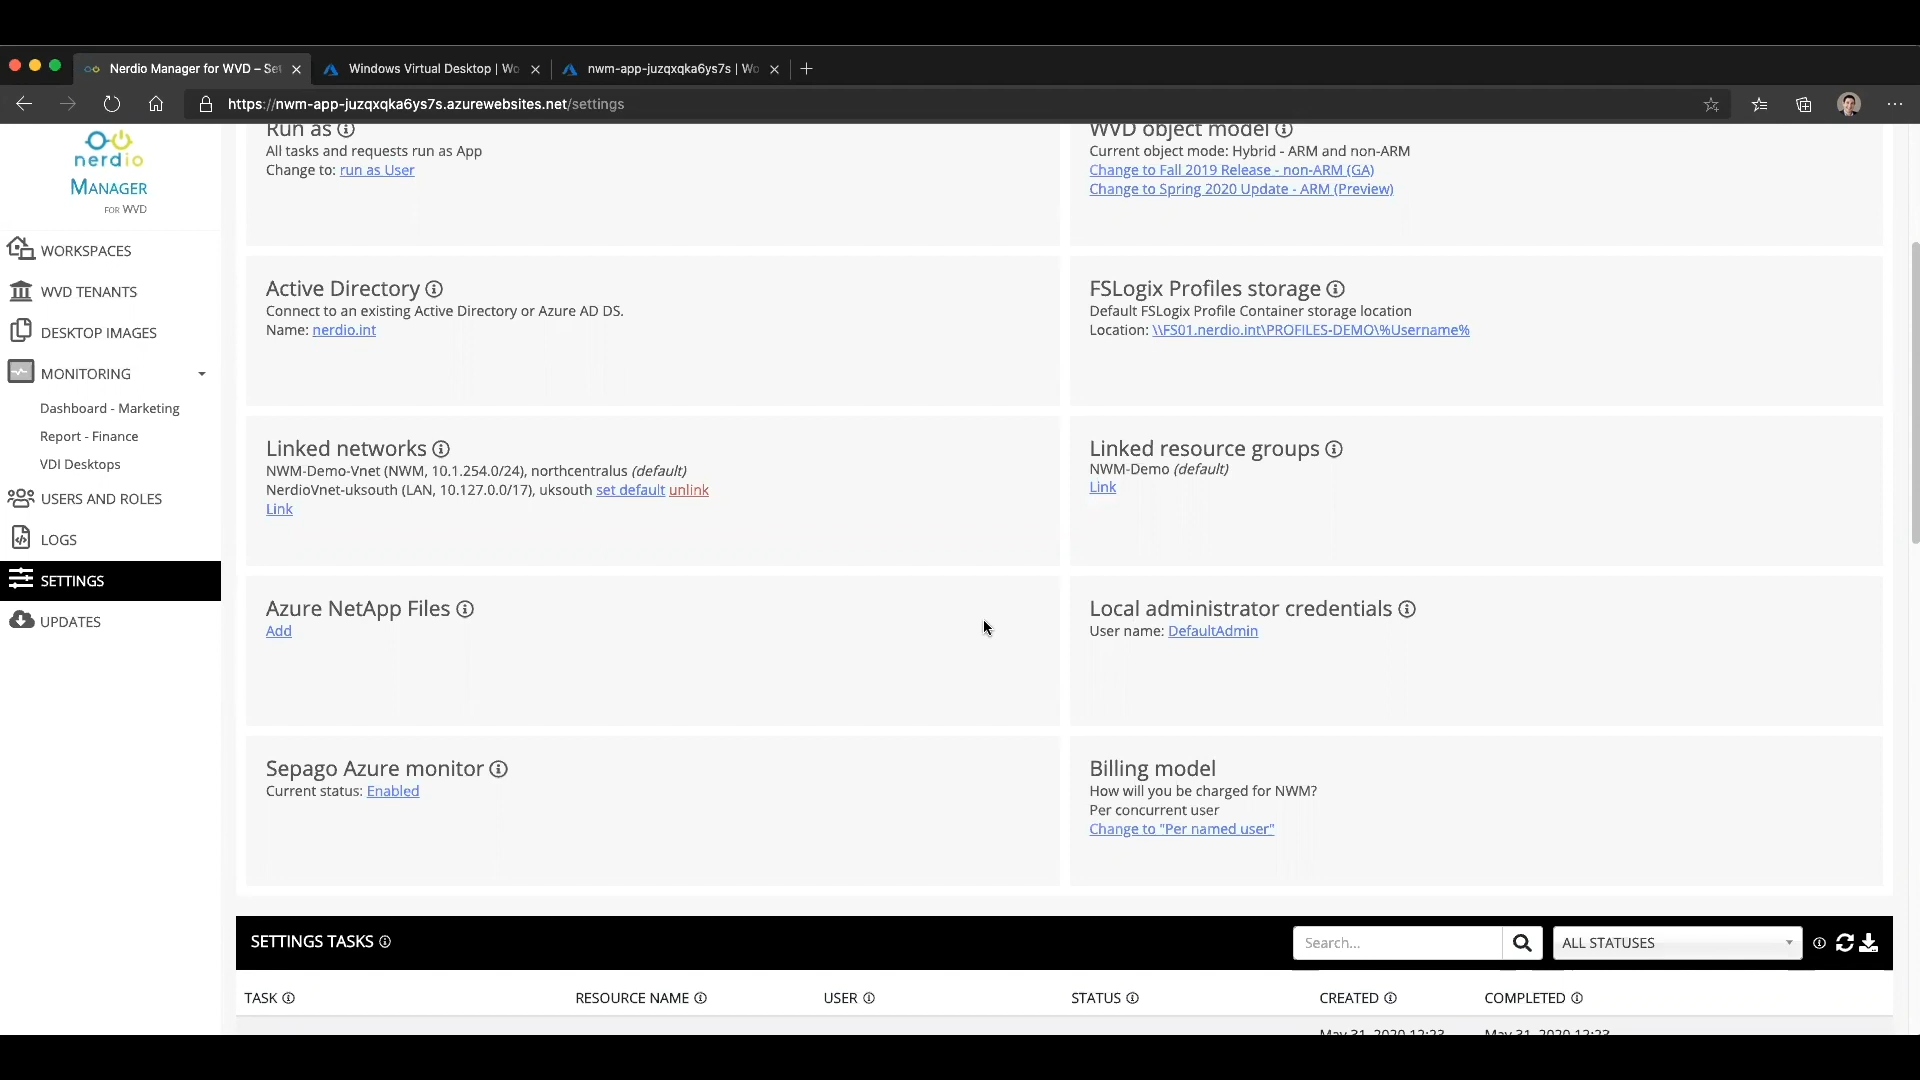 Nerdio Manager for WVD – Set
Windows Virtual Desktop | Wo
nwm-app-juzqxqka6ys7s | Wo
https://nwm-app-juzqxqka6ys7s.azurewebsites.net/settings
nerdio
MANAGER
FOR WVD
WORKSPACES
WVD TENANTS
DESKTOP IMAGES
MONITORING
Dashboard - Marketing
Report - Finance
VDI Desktops
USERS AND ROLES
LOGS
SETTINGS
UPDATES
Run as
All tasks and requests run as App
Change to: run as User
WVD object model
Current object mode: Hybrid - ARM and non-ARM
Change to Fall 2019 Release - non-ARM (GA)
Change to Spring 2020 Update - ARM (Preview)
Active Directory
Connect to an existing Active Directory or Azure AD DS.
Name: nerdio.int
FSLogix Profiles storage
Default FSLogix Profile Container storage location
Location: \\FS01.nerdio.int\PROFILES-DEMO\%Username%
Linked networks
NWM-Demo-Vnet (NWM, 10.1.254.0/24), northcentralus (default)
NerdioVnet-uksouth (LAN, 10.127.0.0/17), uksouth set default unlink
Link
Linked resource groups
NWM-Demo (default)
Link
Azure NetApp Files
Add
Local administrator credentials
User name: DefaultAdmin
Sepago Azure monitor
Current status: Enabled
Billing model
How will you be charged for NWM?
Per concurrent user
Change to "Per named user"
SETTINGS TASKS
Search...
ALL STATUSES
TASK
RESOURCE NAME
USER
STATUS
CREATED
COMPLETED
May 31, 2020 12:23
May 31, 2020 12:23